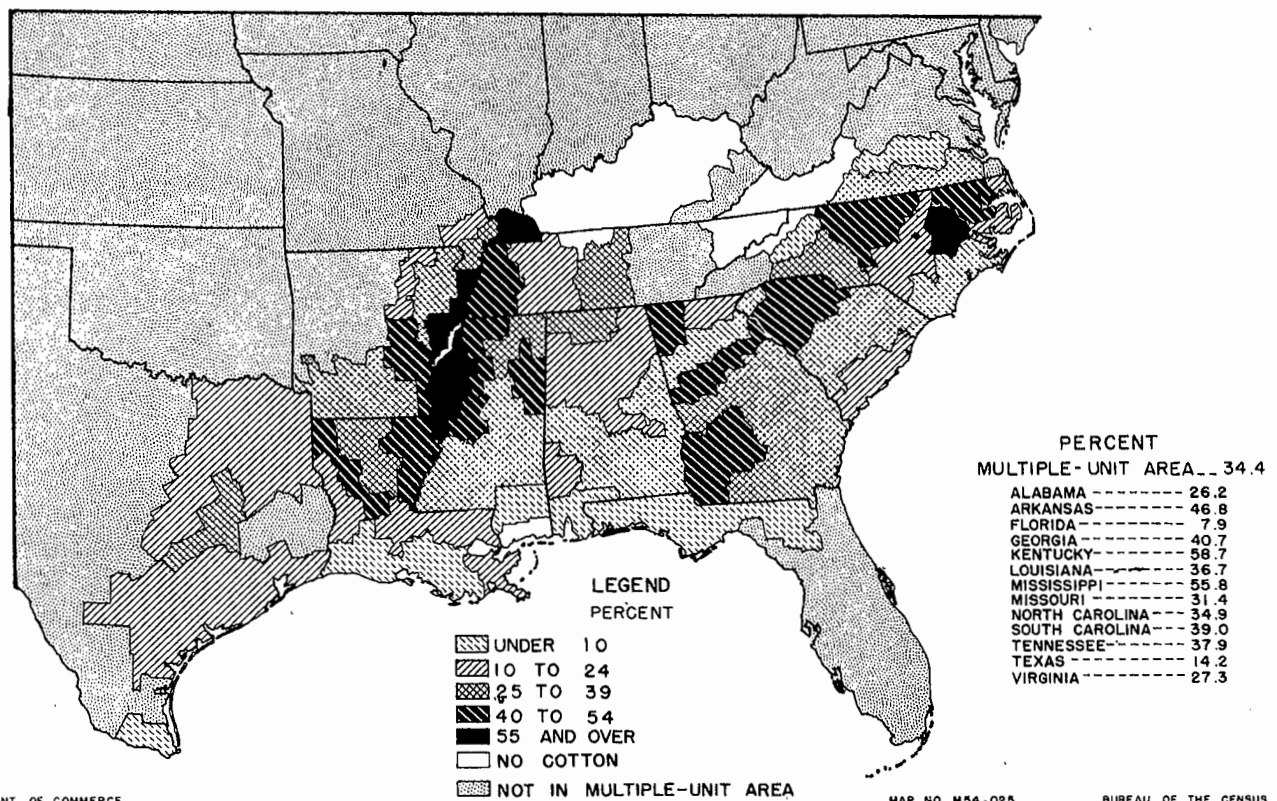 PERCENT
MULTIPLE-UNIT AREA -- 34.4
ALABAMA -------- 26.2
ARKANSAS -------- 46.8
FLORIDA -------- 7.9
GEORGIA -------- 40.7
KENTUCKY -------- 58.7
LOUISIANA -------- 36.7
MISSISSIPPI -------- 55.8
MISSOURI -------- 31.4
NORTH CAROLINA --- 34.9
SOUTH CAROLINA --- 39.0
TENNESSEE -------- 37.9
TEXAS -------- 14.2
VIRGINIA -------- 27.3
LEGEND
PERCENT
UNDER 10
10 TO 24
25 TO 39
40 TO 54
55 AND OVER
NO COTTON
NOT IN MULTIPLE-UNIT AREA
NT OF COMMERCE MAP NO. M54-025 BUREAU OF THE CENSUS